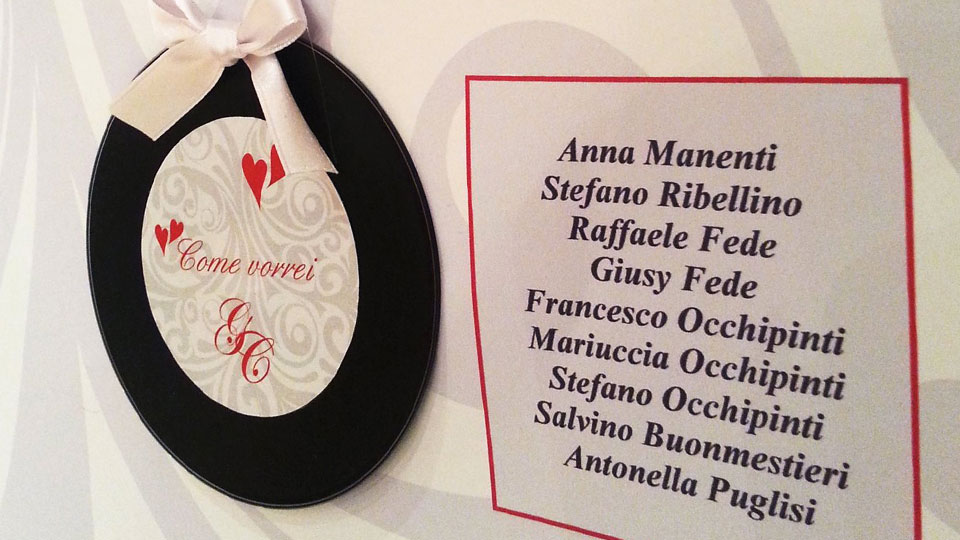 Come vorrei
GC
Anna Manenti
Stefano Ribellino
Raffaele Fede
Giusy Fede
Francesco Occhipinti
Mariuccia Occhipinti
Stefano Occhipinti
Salvino Buonmestieri
Antonella Puglisi